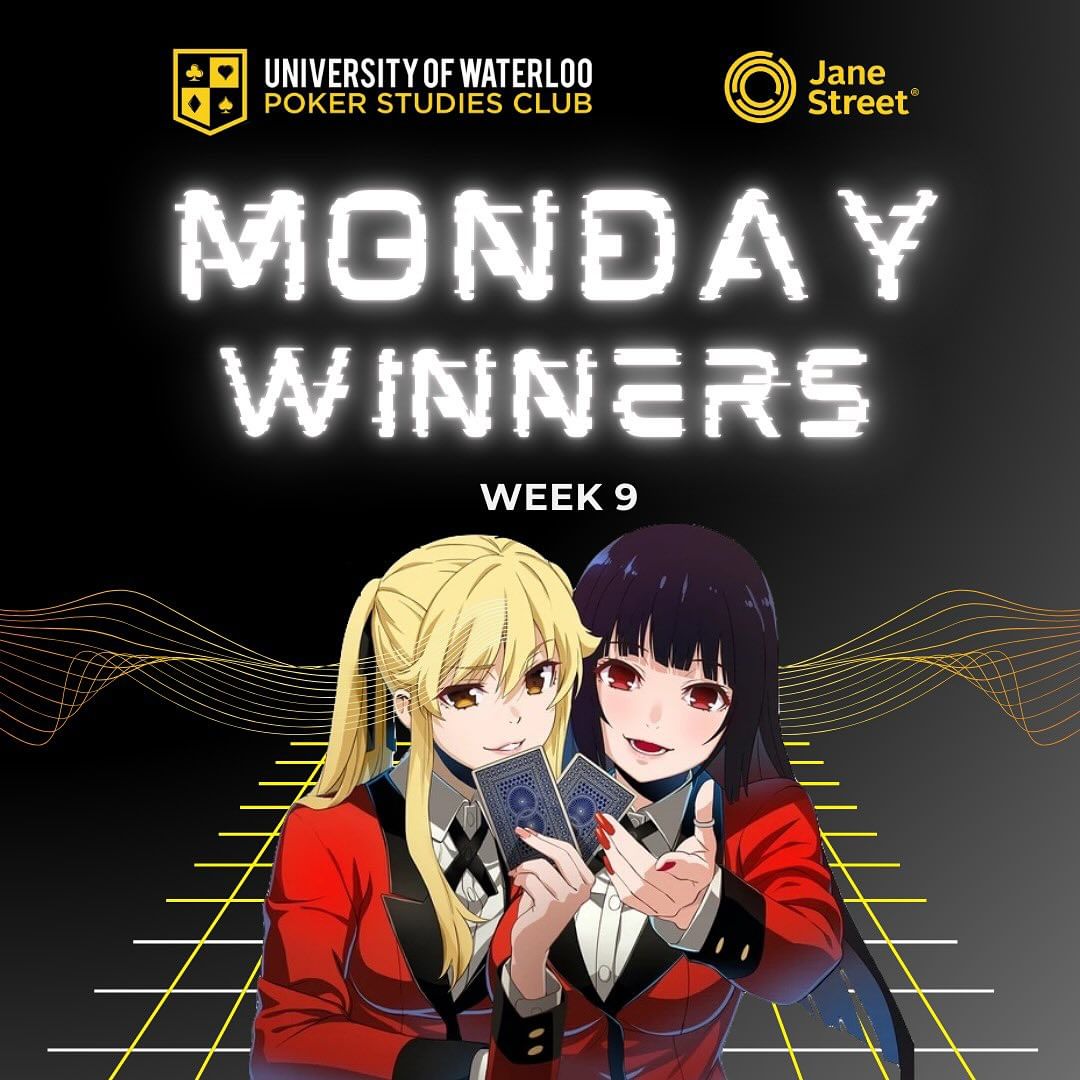 UNIVERSITY OF WATERLOO
POKER STUDIES CLUB
Jane
Street®
MONDAY
WINNERS
WEEK 9